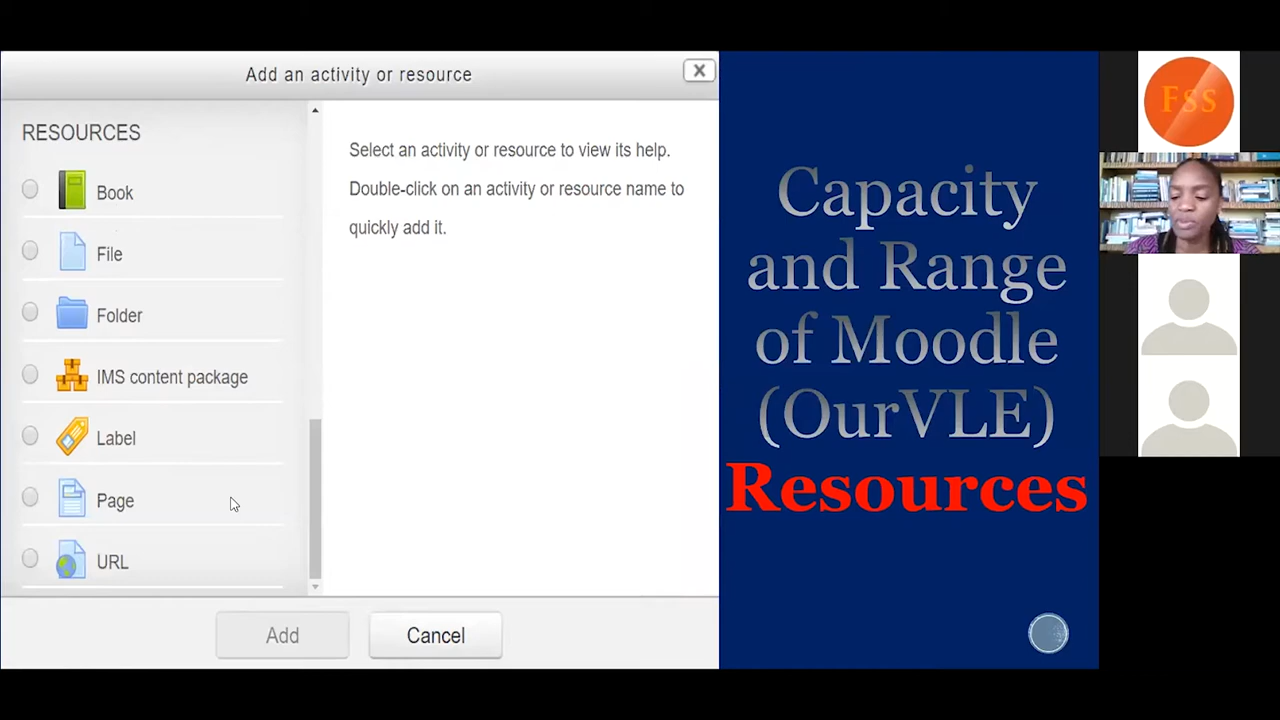 Add an activity or resource
X
RESOURCES
Book
File
Folder
IMS content package
Label
Page
URL
Select an activity or resource to view its help.
Double-click on an activity or resource name to
quickly add it.
Add
Cancel
Capacity
and Range
of Moodle
(OurVLE)
Resources
FSS